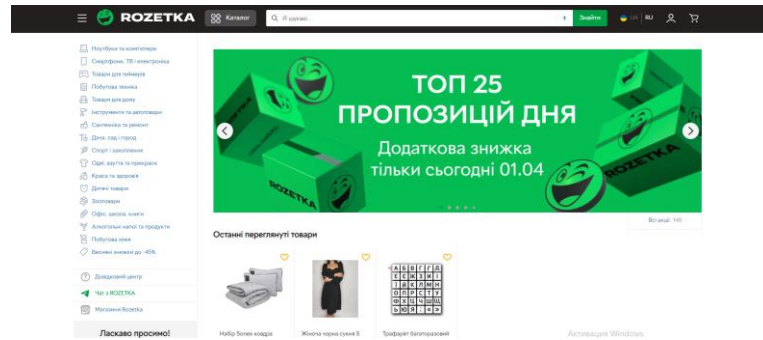 ROZETKA
Каталог
Я шукаю...
Знайти
UA | RU
Ноутбуки та комп'ютери
Смартфони, ТВ і електроніка
Товари для геймерів
Побутова техніка
Товари для дому
Інструменти та автотовари
Сантехніка та ремонт
Дача, сад і город
Спорт і захоплення
Одяг, взуття та прикраси
Краса та здоров'я
Дитячі товари
Зоотовари
Офіс, школа, книги
Алкогольні напої та продукти
Побутова хімія
Весняні знижки до -45%
Довідковий центр
Чат з ROZETKA
Магазини Rozetka
Ласкаво просимо!
ТОП 25
ПРОПОЗИЦІЙ ДНЯ
Додаткова знижка
тільки сьогодні 01.04
ROZETKA
ROZETKA
Всі акції
Останні переглянуті товари
А Б В Г Ґ Д
Е Є Ж З И І
Ї Й К Л М Н
О П Р С Т У
Ф Х Ц Ч Ш Щ
Ь Ю Я
Набір Sonex ковдра
Жіноча чорна сукня S
Трафарет багаторазовий
Активация Windows